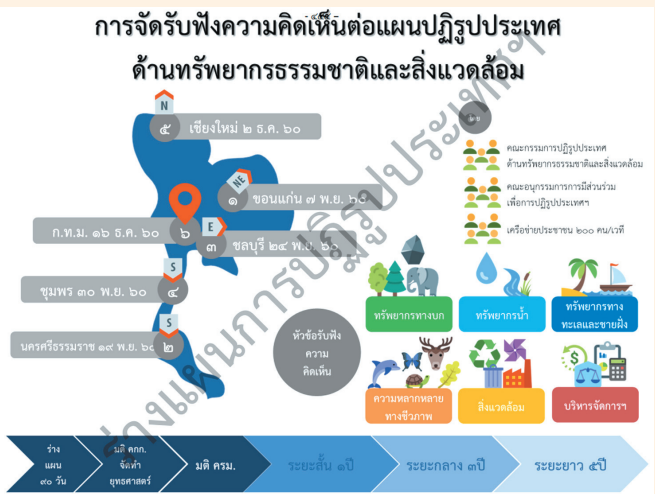 การจัดรับฟังความคิดเห็นต่อแผนปฏิรูปประเทศ
ด้านทรัพยากรธรรมชาติและสิ่งแวดล้อม
N
๕ เชียงใหม่ ๒ ธ.ค. ๖๐
NE
๑ ขอนแก่น ๗ พ.ย. ๖๐
ก.ท.ม. ๑๖ ธ.ค. ๖๐ ๖
E
๓ ชลบุรี ๒๔ พ.ย. ๖๐
S
ชุมพร ๓๐ พ.ย. ๖๐ ๔
S
นครศรีธรรมราช ๑๙ พ.ย. ๖๐ ๒
คณะกรรมการปฏิรูปประเทศ
ด้านทรัพยากรธรรมชาติและสิ่งแวดล้อม
คณะอนุกรรมการการมีส่วนร่วม
เพื่อการปฏิรูปประเทศฯ
เครือข่ายประชาชน ๒๐๐ คน/เวที
หัวข้อรับฟัง
ความ
คิดเห็น
ทรัพยากรทางบก
ทรัพยากรน้ำ
ทรัพยากรทาง
ทะเลและชายฝั่ง
ความหลากหลาย
ทางชีวภาพ
สิ่งแวดล้อม
บริหารจัดการฯ
ร่าง
แผน
๙๐ วัน
มติ คกก.
จัดทำ
ยุทธศาสตร์
มติ ครม.
ระยะสั้น ๑ปี
ระยะกลาง ๓ปี
ระยะยาว ๕ปี
ร่างแผนการปฏิรูปประเทศฯ